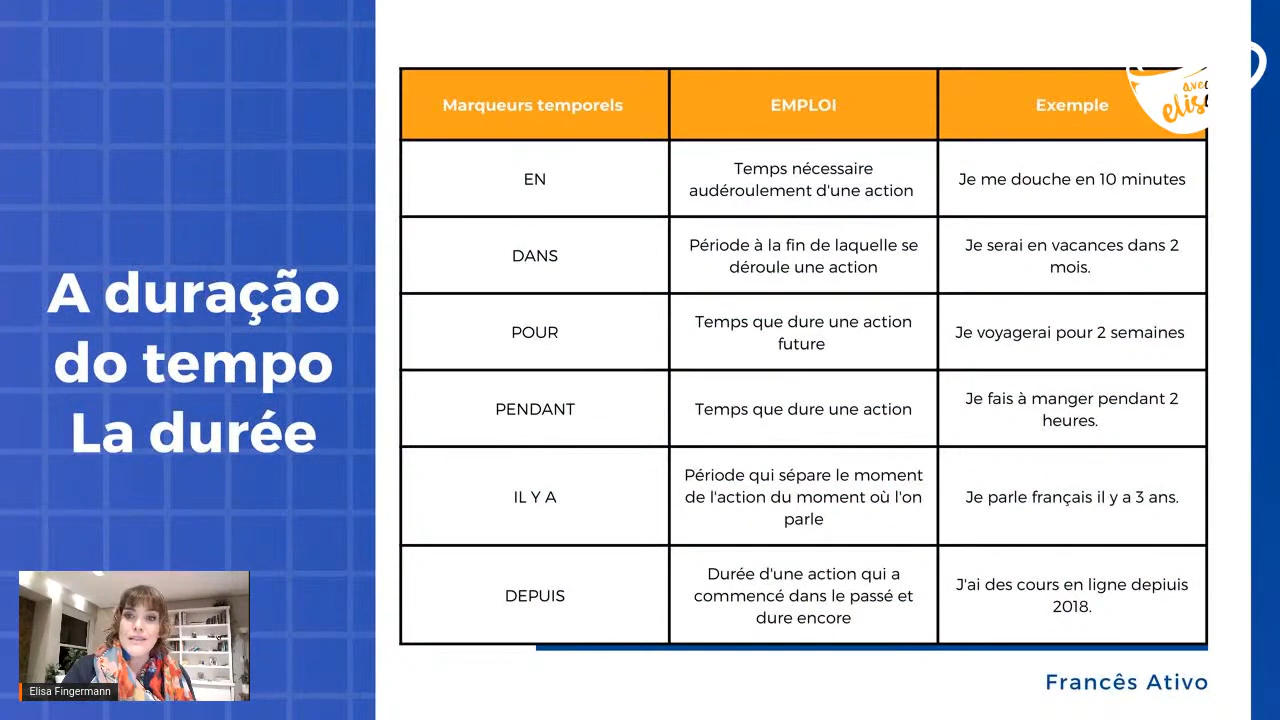 A duração
do tempo
La durée
Marqueurs temporels
EMPLOI
Exemple
avec
elisa
EN
Temps nécessaire
audéroulement d'une action
Je me douche en 10 minutes
DANS
Période à la fin de laquelle se
déroule une action
Je serai en vacances dans 2
mois.
POUR
Temps que dure une action
future
Je voyagerai pour 2 semaines
PENDANT
Temps que dure une action
Je fais à manger pendant 2
heures.
IL Y A
Période qui sépare le moment
de l'action du moment où l'on
parle
Je parle français il y a 3 ans.
DEPUIS
Durée d'une action qui a
commencé dans le passé et
dure encore
J'ai des cours en ligne depiuis
2018.
Elisa Fingermann
Francês Ativo